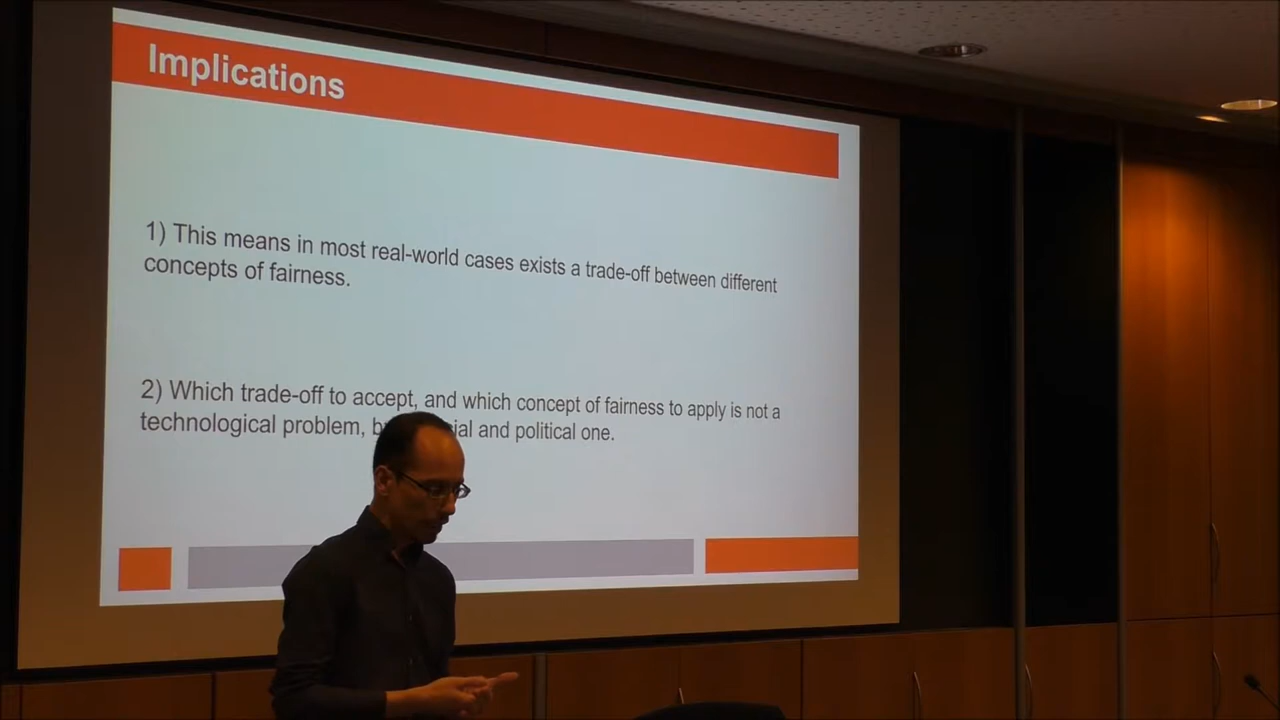 Implications
1) This means in most real-world cases exists a trade-off between different
concepts of fairness.
2) Which trade-off to accept, and which concept of fairness to apply is not a
technological problem, and political one.